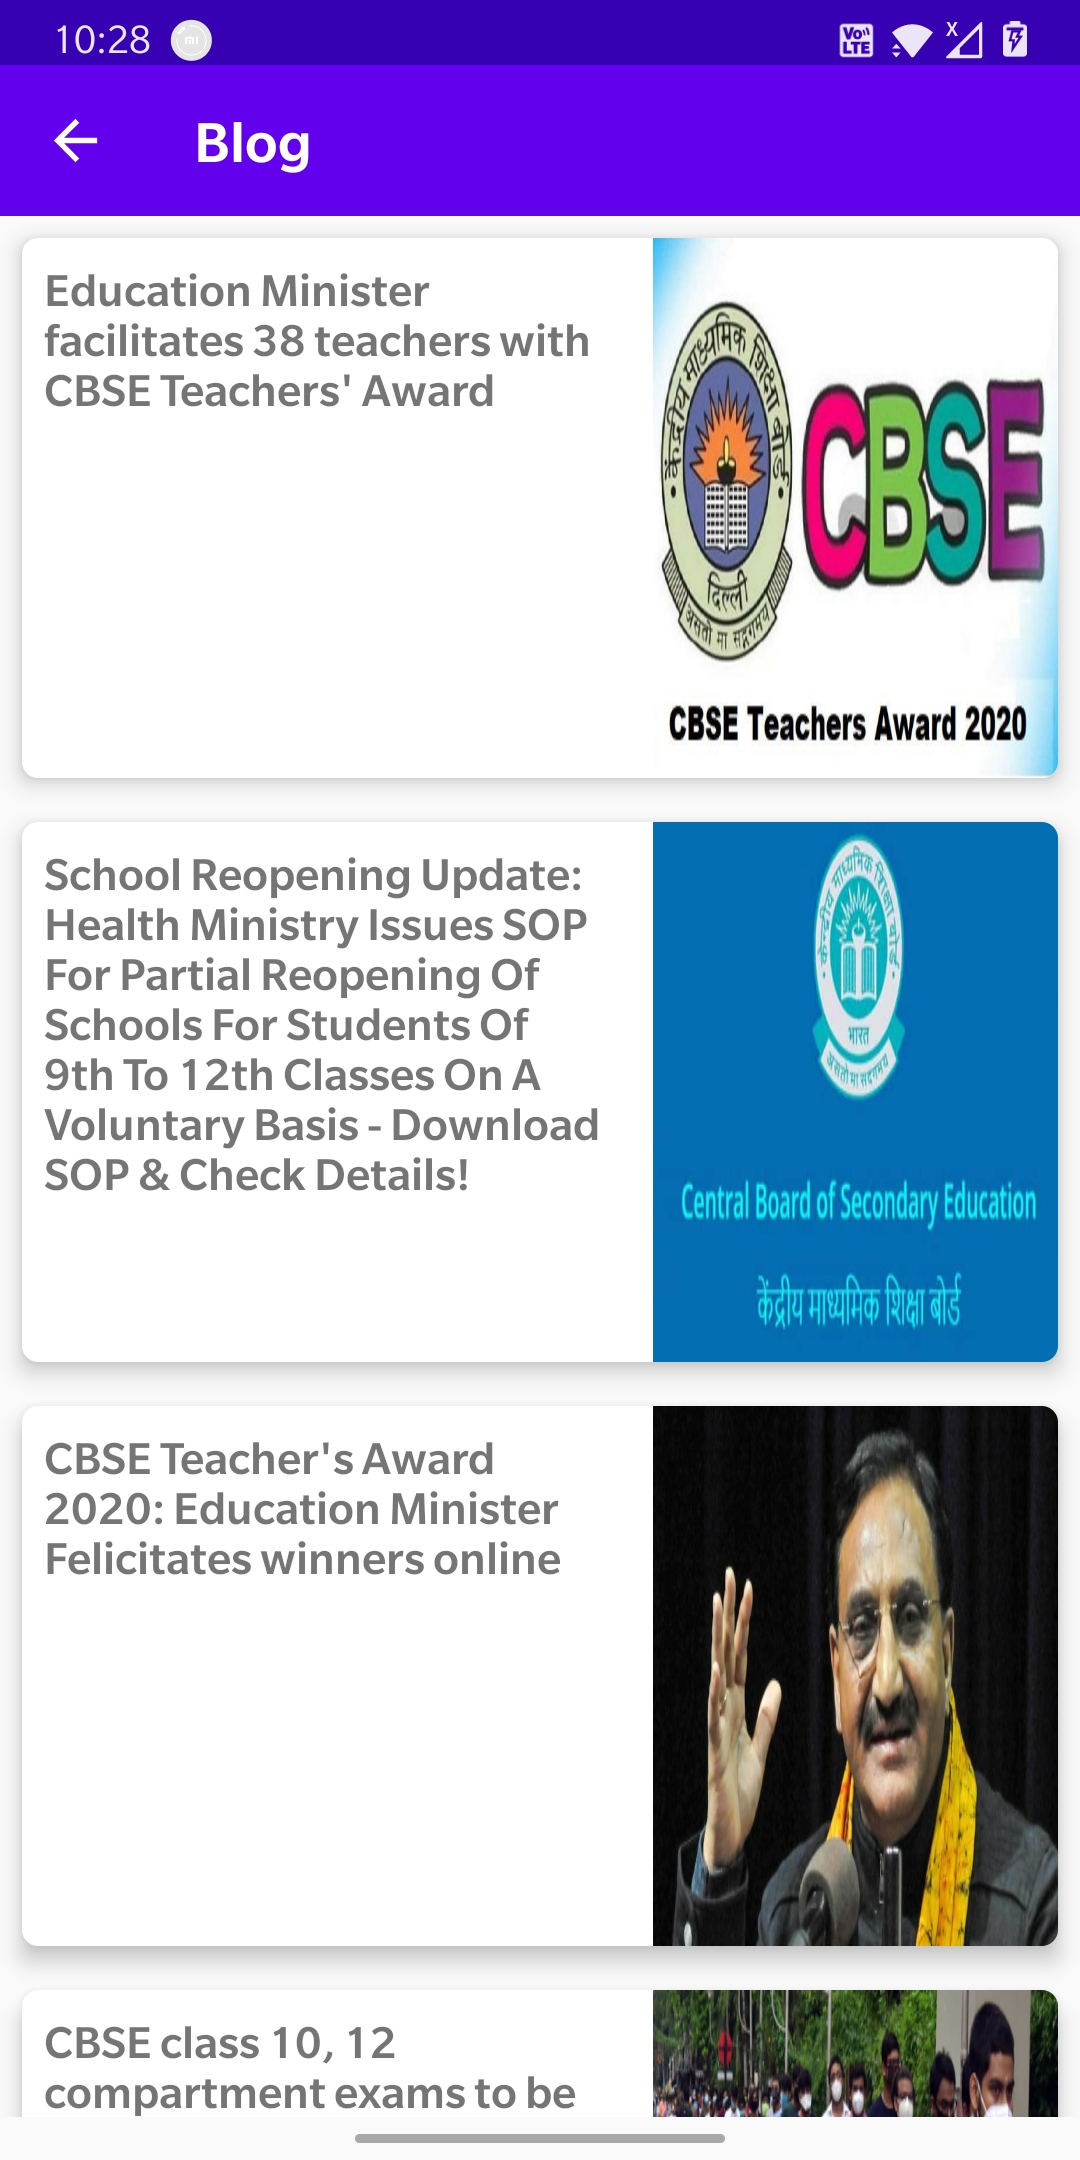 10:28
mi
Vo))
LTE
X
Blog
Education Minister
facilitates 38 teachers with
CBSE Teachers' Award
केंद्रीय माध्यमिक शिक्षा बोर्ड
दिल्ली
असतो मा सद्गमय
CBSE
CBSE Teachers Award 2020
School Reopening Update:
Health Ministry Issues SOP
For Partial Reopening Of
Schools For Students Of
9th To 12th Classes On A
Voluntary Basis - Download
SOP & Check Details!
केन्द्रीय माध्यमिक शिक्षा बोर्ड
भारत
असतो मा सद्गमय
Central Board of Secondary Education
केंद्रीय माध्यमिक शिक्षा बोर्ड
CBSE Teacher's Award
2020: Education Minister
Felicitates winners online
CBSE class 10, 12
compartment exams to be